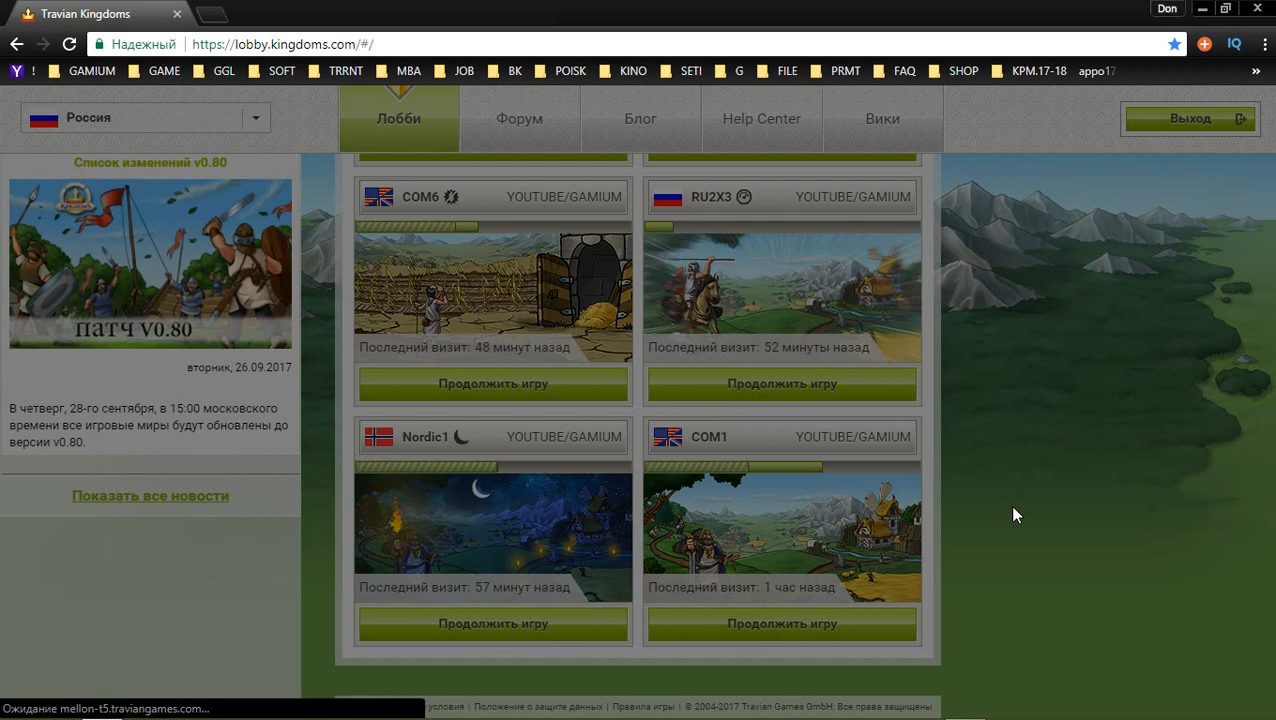 Travian Kingdoms
Don
Надежный
https://lobby.kingdoms.com/#/
IQ
! GAMIUM GAME GGL SOFT TRRNT MBA JOB BK POISK KINO SETI G FILE PRMT FAQ SHOP KPM.17-18 appo17 »
Россия
Лобби
Форум
Блог
Help Center
Вики
Выход
Список изменений v0.80
ПАТЧ V0.80
вторник, 26.09.2017
В четверг, 28-го сентября, в 15:00 московского
времени все игровые миры будут обновлены до
версии v0.80.
Показать все новости
COM6 YOUTUBE/GAMIUM
Последний визит: 48 минут назад
Продолжить игру
RU2X3 YOUTUBE/GAMIUM
Последний визит: 52 минуты назад
Продолжить игру
Nordic1 YOUTUBE/GAMIUM
Последний визит: 57 минут назад
Продолжить игру
COM1 YOUTUBE/GAMIUM
Последний визит: 1 час назад
Продолжить игру
Ожидание mellon-t5.traviangames.com...
условия | Положение о защите данных | Правила игры | © 2004-2017 Travian Games GmbH: Все права защищены